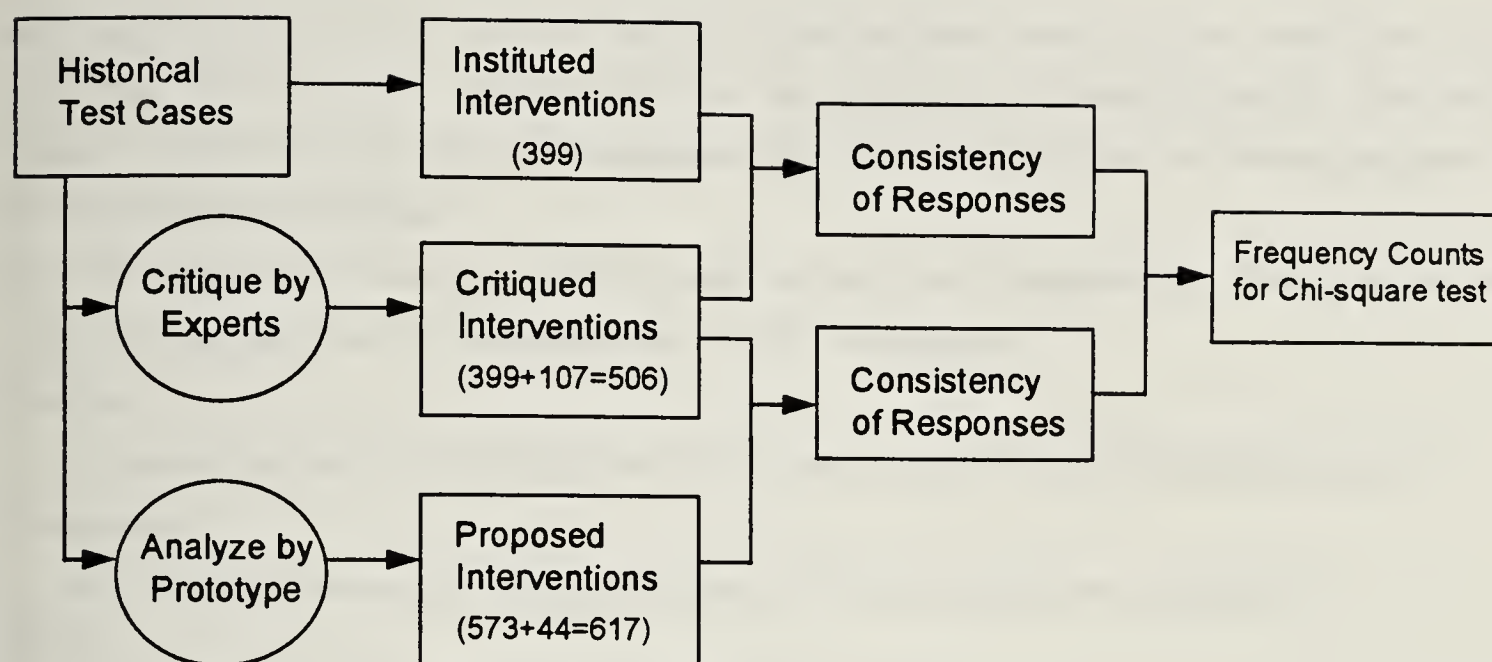 Historical
Test Cases
Instituted
Interventions
(399)
Consistency
of Responses
Frequency Counts
for Chi-square test
Critique by
Experts
Critiqued
Interventions
(399+107=506)
Consistency
of Responses
Analyze by
Prototype
Proposed
Interventions
(573+44=617)